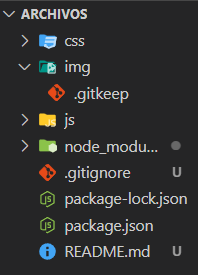 ARCHIVOS
css
img
.gitkeep
js
node_modu...
.gitignore U
package-lock.json
package.json
README.md U